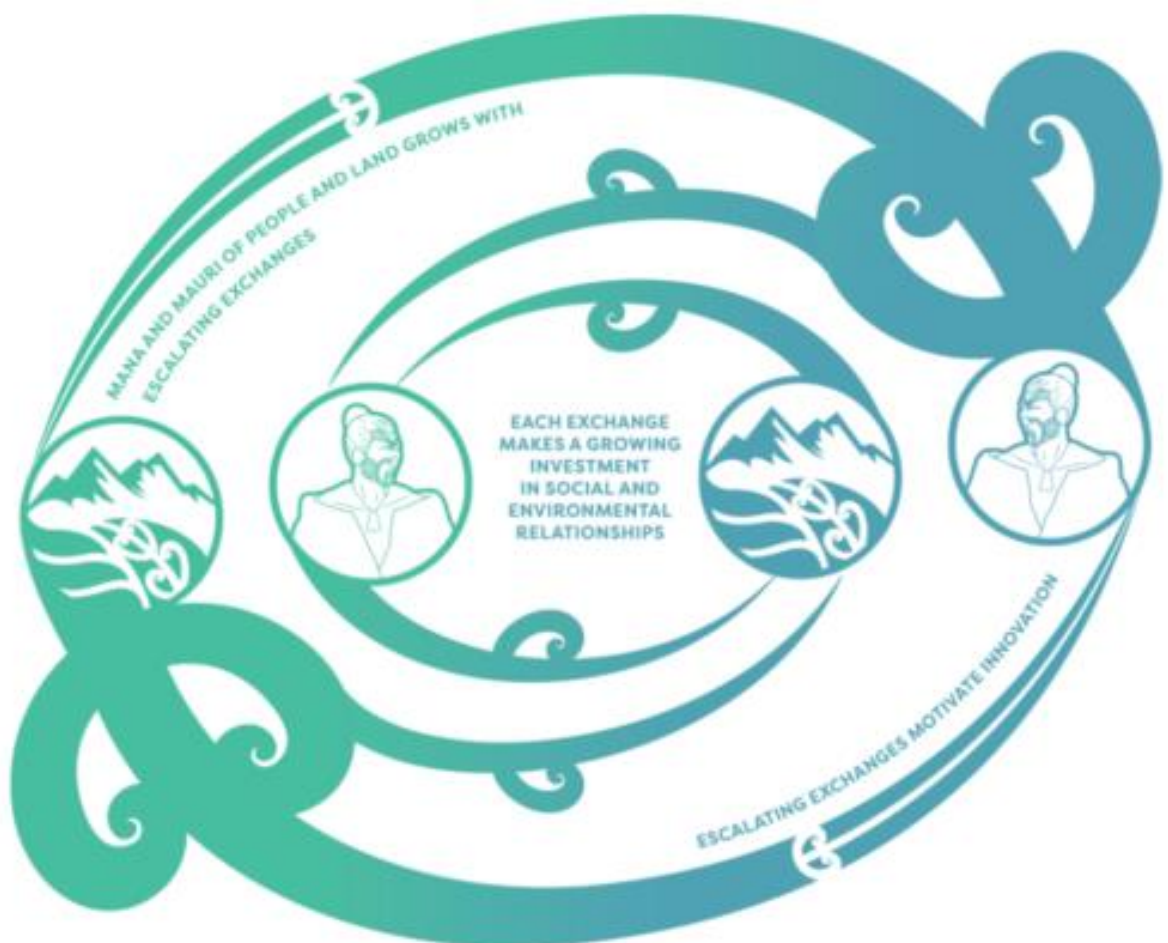 MANA AND MAURI OF PEOPLE AND LAND GROWS WITH
ESCALATING EXCHANGES
EACH EXCHANGE
MAKES A GROWING
INVESTMENT
IN SOCIAL AND
ENVIRONMENTAL
RELATIONSHIPS
ESCALATING EXCHANGES MOTIVATE INNOVATION